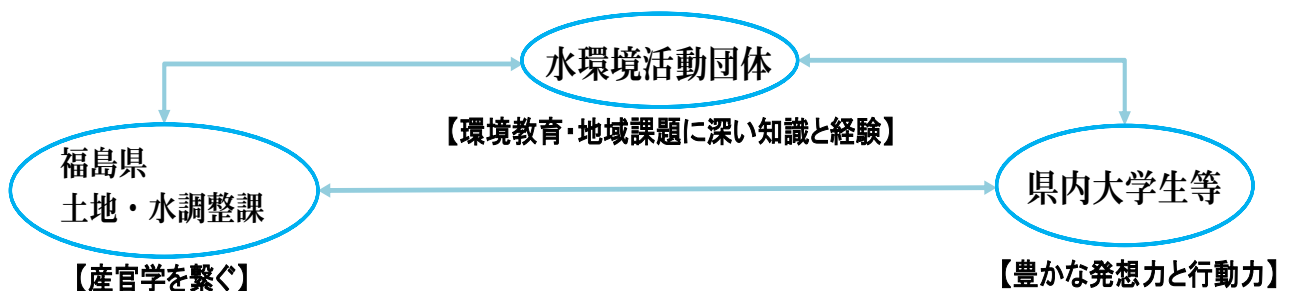 水環境活動団体
【環境教育・地域課題に深い知識と経験】
福島県
土地・水調整課
【産官学を繋ぐ】
県内大学生等
【豊かな発想力と行動力】